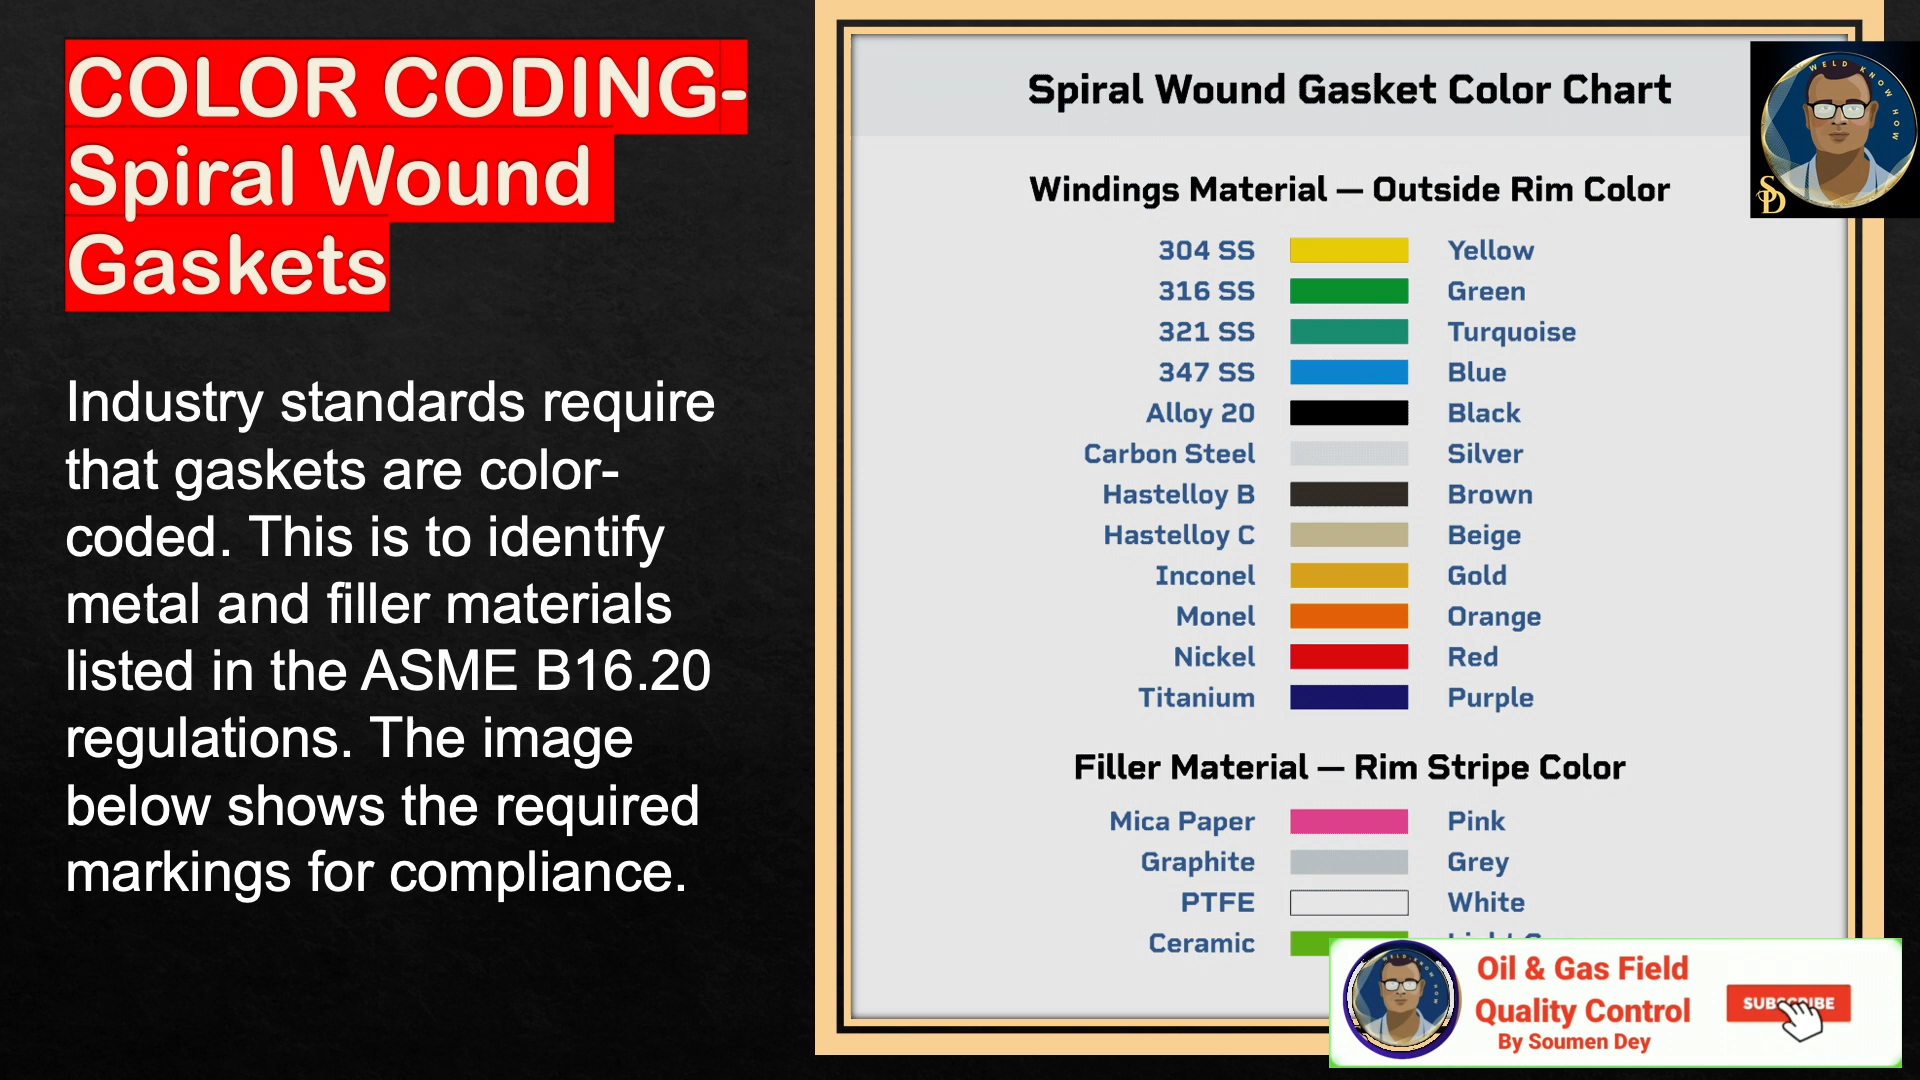 COLOR CODING-
Spiral Wound
Gaskets
Industry standards require
that gaskets are color-
coded. This is to identify
metal and filler materials
listed in the ASME B16.20
regulations. The image
below shows the required
markings for compliance.
Spiral Wound Gasket Color Chart
Windings Material — Outside Rim Color
304 SS Yellow
316 SS Green
321 SS Turquoise
347 SS Blue
Alloy 20 Black
Carbon Steel Silver
Hastelloy B Brown
Hastelloy C Beige
Inconel Gold
Monel Orange
Nickel Red
Titanium Purple
Filler Material — Rim Stripe Color
Mica Paper Pink
Graphite Grey
PTFE White
Ceramic
WELD KNOW HOW
SD
Oil & Gas Field
Quality Control
By Soumen Dey
SUBSCRIBE